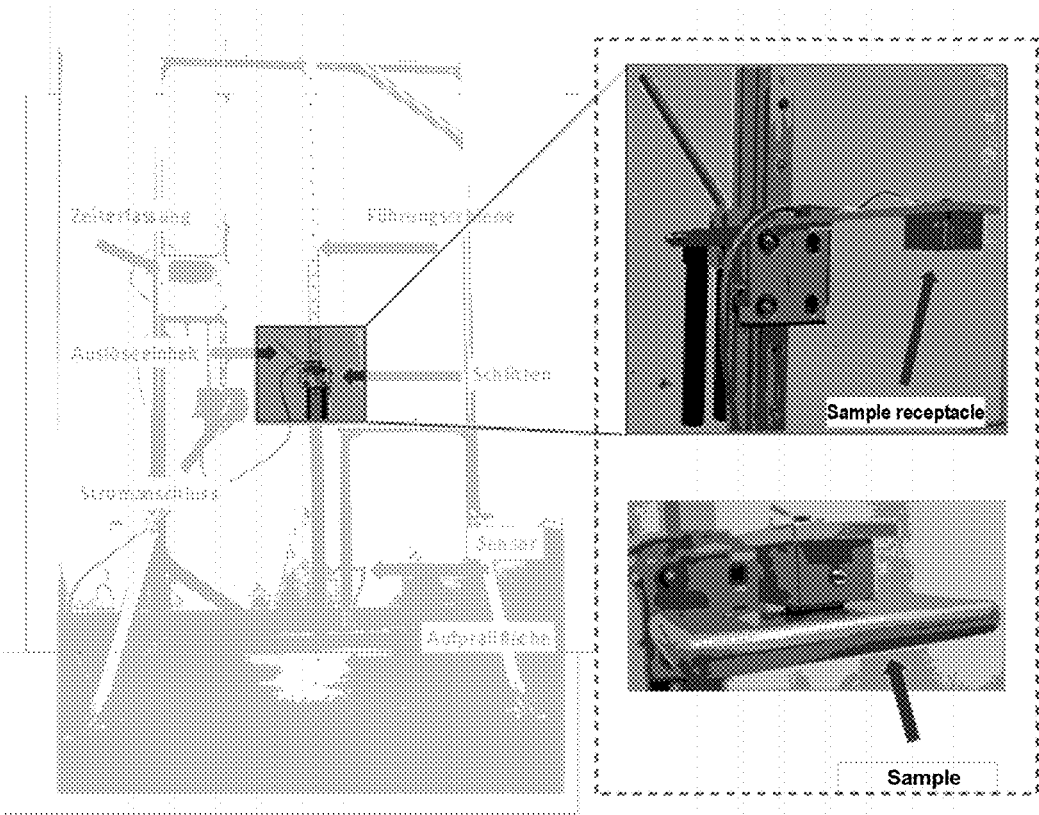 Zeiterfassung
Führungsschiene
Auslöseeinheit
Schlitten
Sample receptacle
Stromanschluss
Sensor
Aufprallfläche
Sample